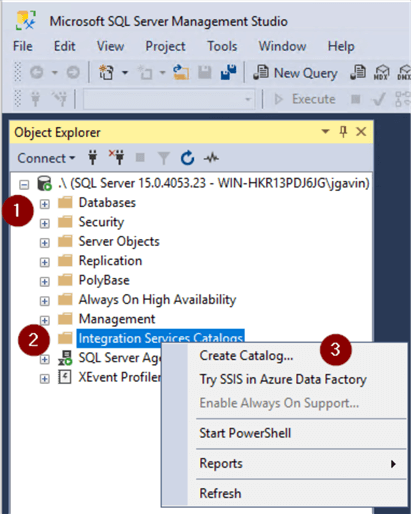 Microsoft SQL Server Management Studio
File Edit View Project Tools Window Help
New Query MDX DMX
Execute
Object Explorer
Connect
.\ (SQL Server 15.0.4053.23 - WIN-HKR13PDJ6JG\jgavin)
1 Databases
Security
Server Objects
Replication
PolyBase
Always On High Availability
Management
2 Integration Services Catalogs
SQL Server Age
XEvent Profiler
Create Catalog... 3
Try SSIS in Azure Data Factory
Enable Always On Support...
Start PowerShell
Reports
Refresh